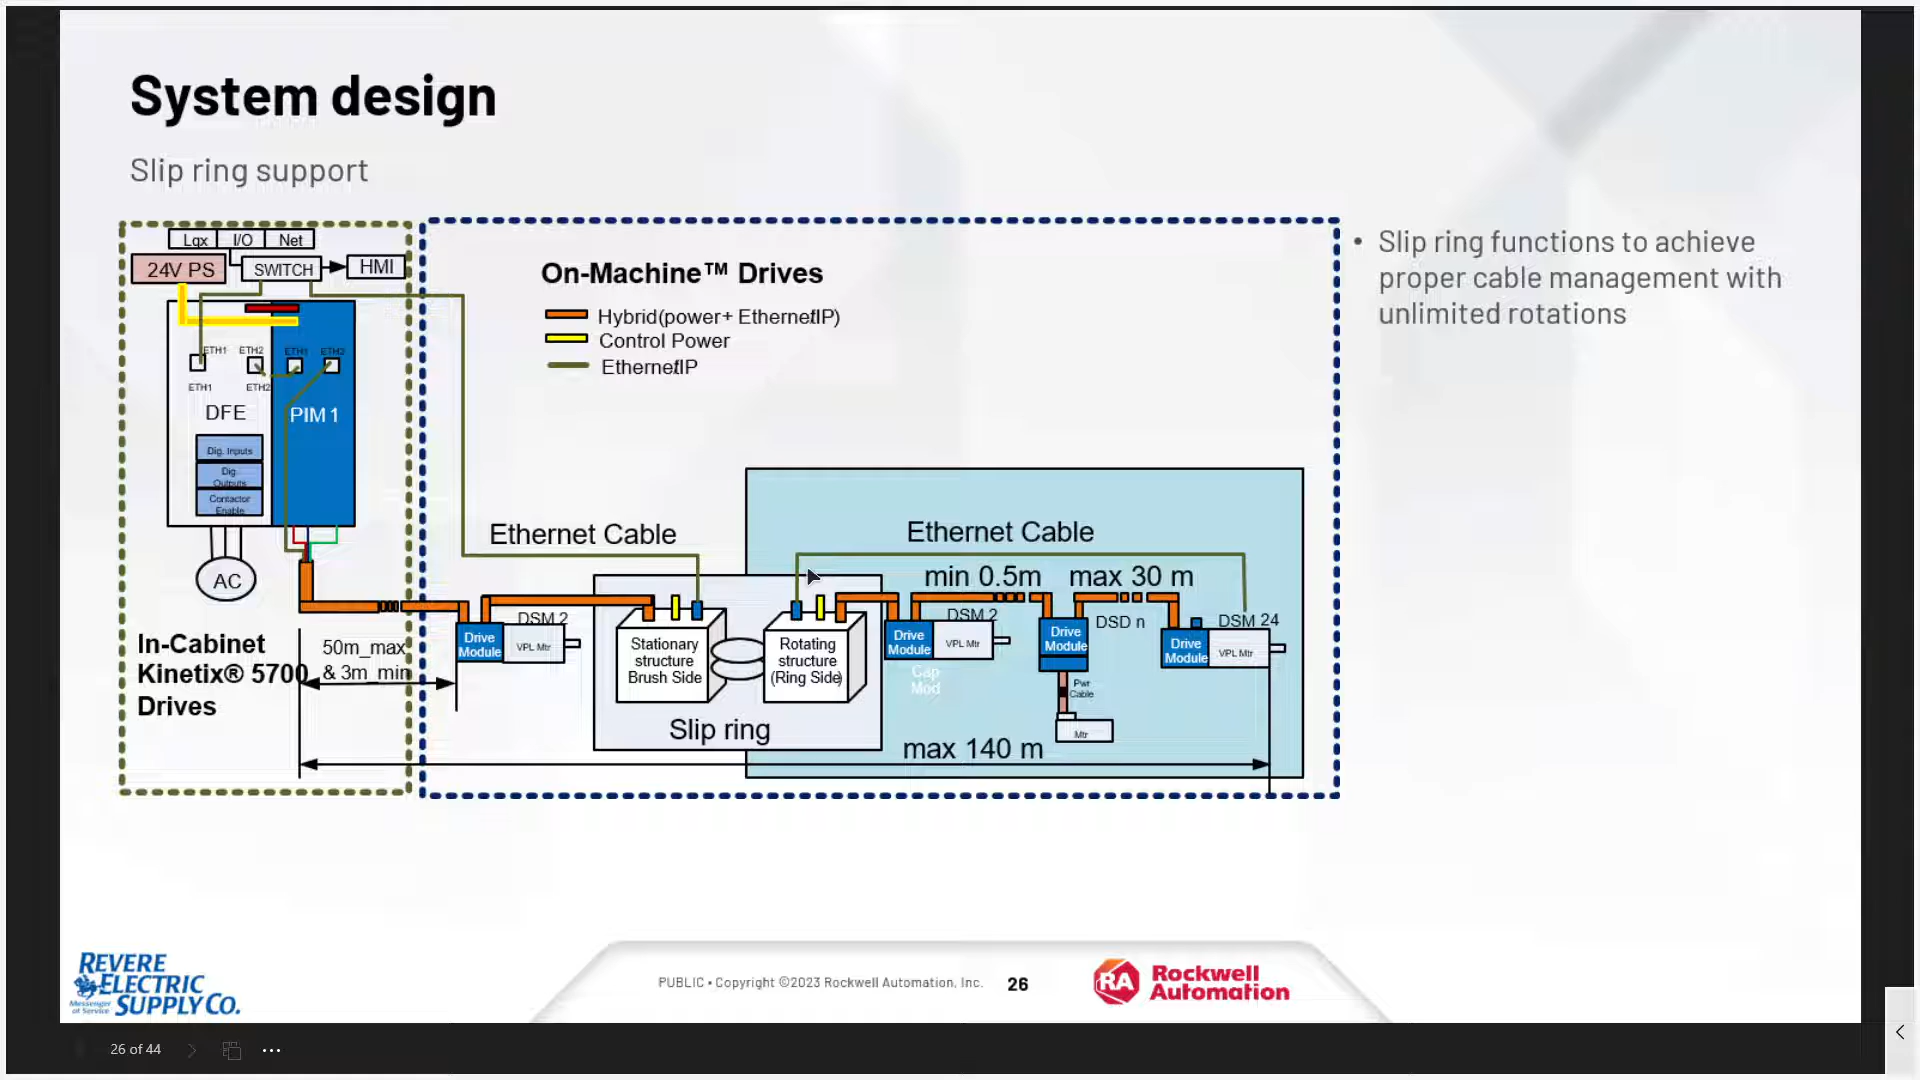 System design
Slip ring support
Lgx I/O Net
24V PS SWITCH HMI
ETH1 ETH2 ETH1 ETH2
ETH1 ETH2
DFE PIM 1
Dig. Inputs
Dig.
Outputs
Contactor
Enable
AC
In-Cabinet
Kinetix® 5700
Drives
50m_max
& 3m_min
On-Machine™ Drives
Hybrid(power+ Ethernet/IP)
Control Power
Ethernet/IP
Ethernet Cable
DSM 2
Drive
Module
VPL Mtr
Stationary
structure
Brush Side
Rotating
structure
(Ring Side)
Slip ring
Ethernet Cable
min 0.5m max 30 m
DSM 2
Drive
Module
VPL Mtr
Cap
Mod
Drive
Module
DSD n
Pwr
Cable
Mtr
DSM 24
Drive
Module
VPL Mtr
max 140 m
• Slip ring functions to achieve
proper cable management with
unlimited rotations
REVERE
ELECTRIC
SUPPLY CO.
Messenger
of Service
PUBLIC • Copyright ©2023 Rockwell Automation, Inc. 26
RA Rockwell
Automation
26 of 44